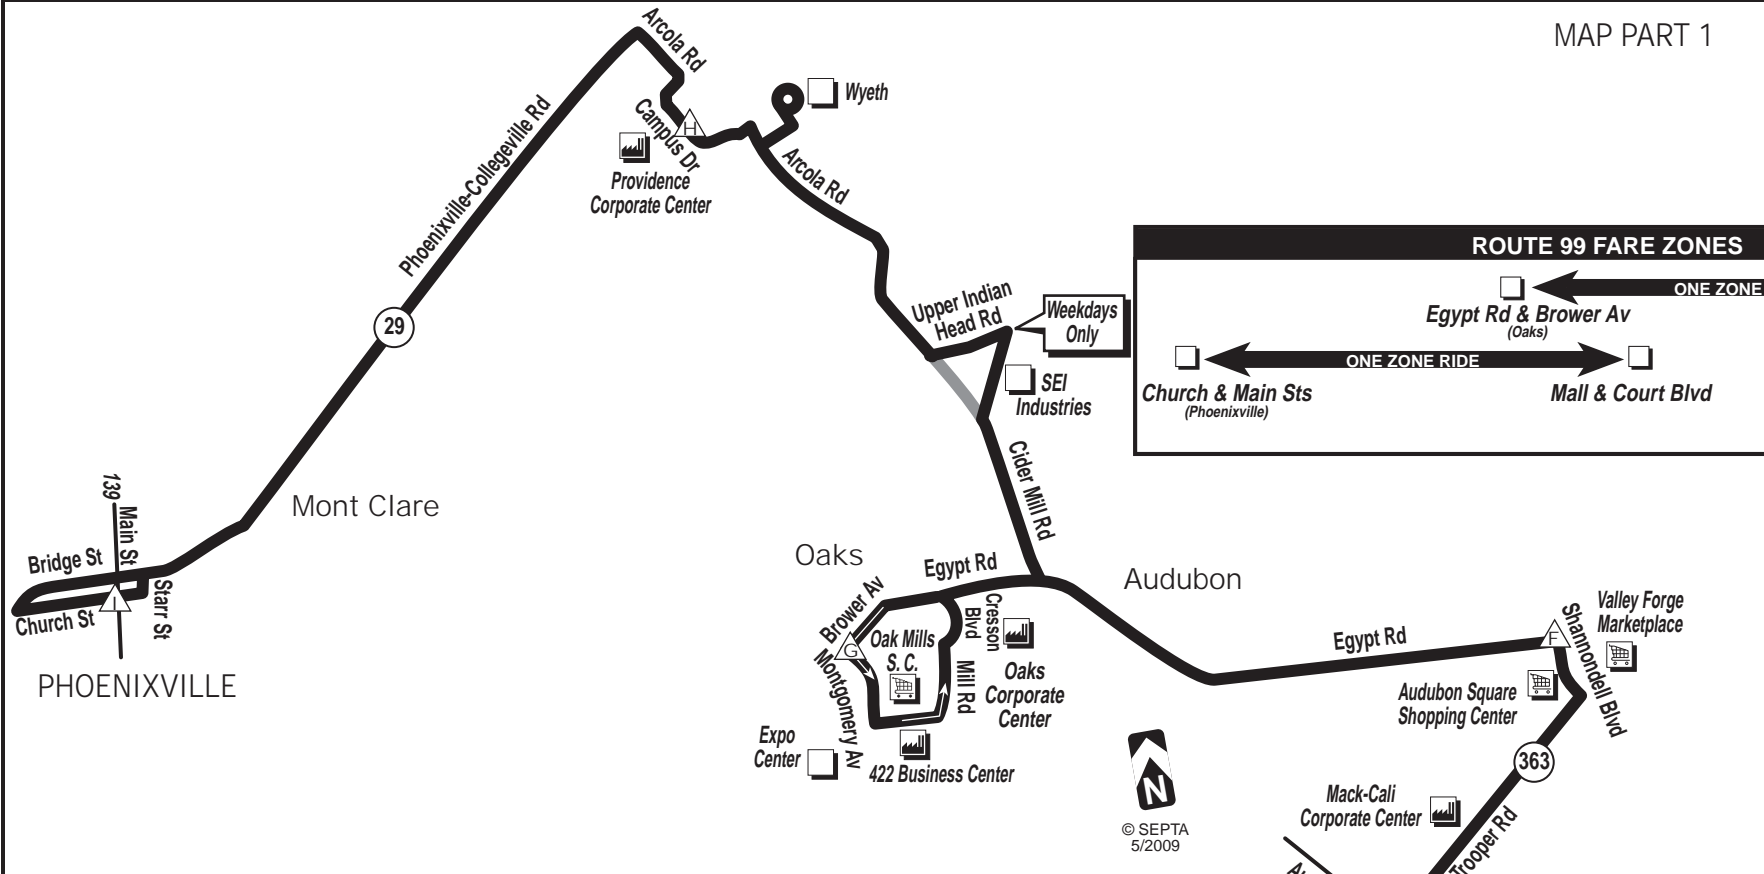 MAP PART 1
Arcola Rd
Wyeth
Phoenixville-Collegeville Rd
Campus Dr
H
Providence
Corporate Center
Arcola Rd
ROUTE 99 FARE ZONES
ONE ZONE
Egypt Rd & Brower Av
(Oaks)
ONE ZONE RIDE
Church & Main Sts
(Phoenixville)
Mall & Court Blvd
Upper Indian
Head Rd
Weekdays
Only
29
SEI
Industries
Cider Mill Rd
139
Main St
Mont Clare
Bridge St
I
Church St
Starr St
PHOENIXVILLE
Oaks
Egypt Rd
Audubon
Brower Av
G
Oak Mills
S. C.
Cresson
Blvd
Mill Rd
Oaks
Corporate
Center
Montgomery Av
Expo
Center
422 Business Center
Egypt Rd
F
Shannondell Blvd
Valley Forge
Marketplace
Audubon Square
Shopping Center
363
N
© SEPTA
5/2009
Mack-Cali
Corporate Center
Trooper Rd